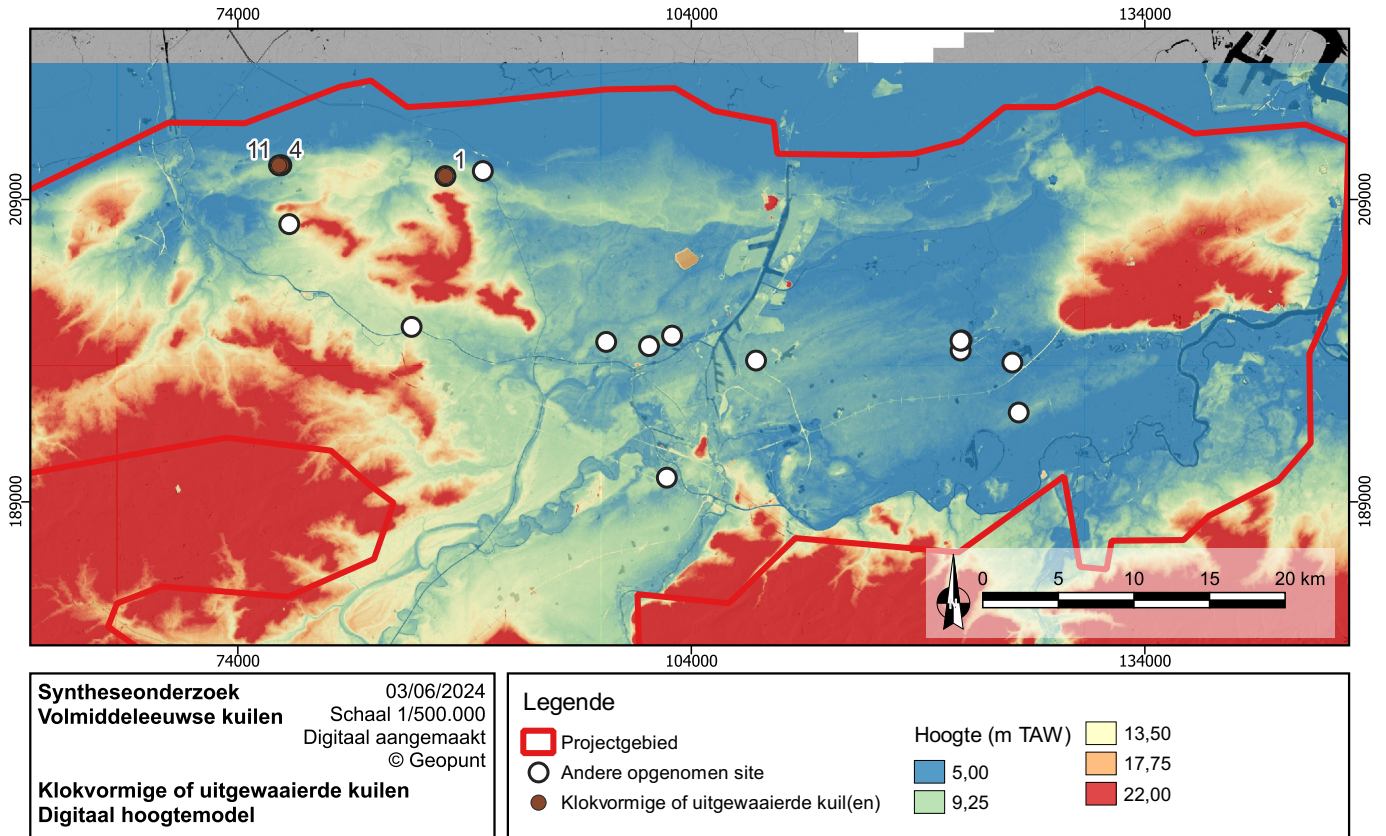 74000
104000
134000
11
4
1
209000
209000
189000
189000
0
5
10
15
20 km
74000
104000
134000
Syntheseonderzoek
Volmiddeleeuwse kuilen
03/06/2024
Schaal 1/500.000
Digitaal aangemaakt
© Geopunt
Klokvormige of uitgewaaierde kuilen
Digitaal hoogtemodel
Legende
Projectgebied
Andere opgenomen site
Klokvormige of uitgewaaierde kuil(en)
Hoogte (m TAW)
5,00
9,25
13,50
17,75
22,00